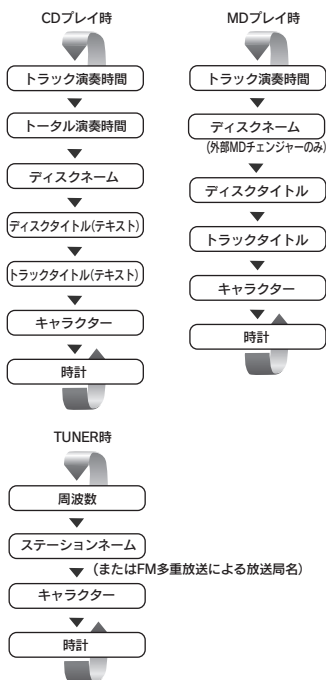 CDプレイ時
トラック演奏時間
トータル演奏時間
ディスクネーム
ディスクタイトル(テキスト)
トラックタイトル(テキスト)
キャラクター
時計
MDプレイ時
トラック演奏時間
ディスクネーム
(外部MDチェンジャーのみ)
ディスクタイトル
トラックタイトル
キャラクター
時計
TUNER時
周波数
ステーションネーム
(またはFM多重放送による放送局名)
キャラクター
時計